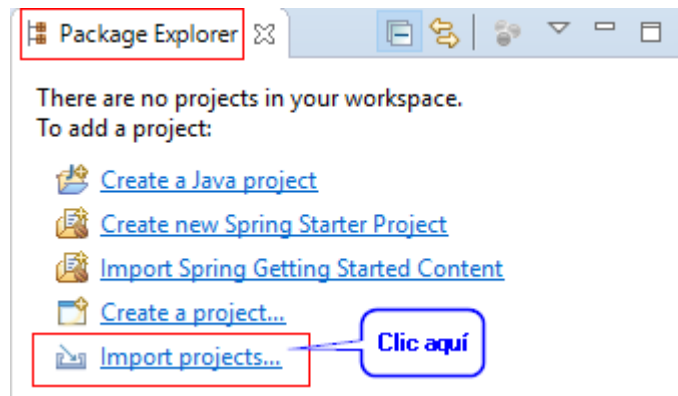 Package Explorer
There are no projects in your workspace.
To add a project:
Create a Java project
Create new Spring Starter Project
Import Spring Getting Started Content
Create a project...
Import projects...
Clic aquí